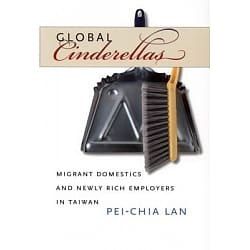 GLOBAL
Cinderellas
MIGRANT DOMESTICS
AND NEWLY RICH EMPLOYERS
IN TAIWAN
PEI-CHIA LAN